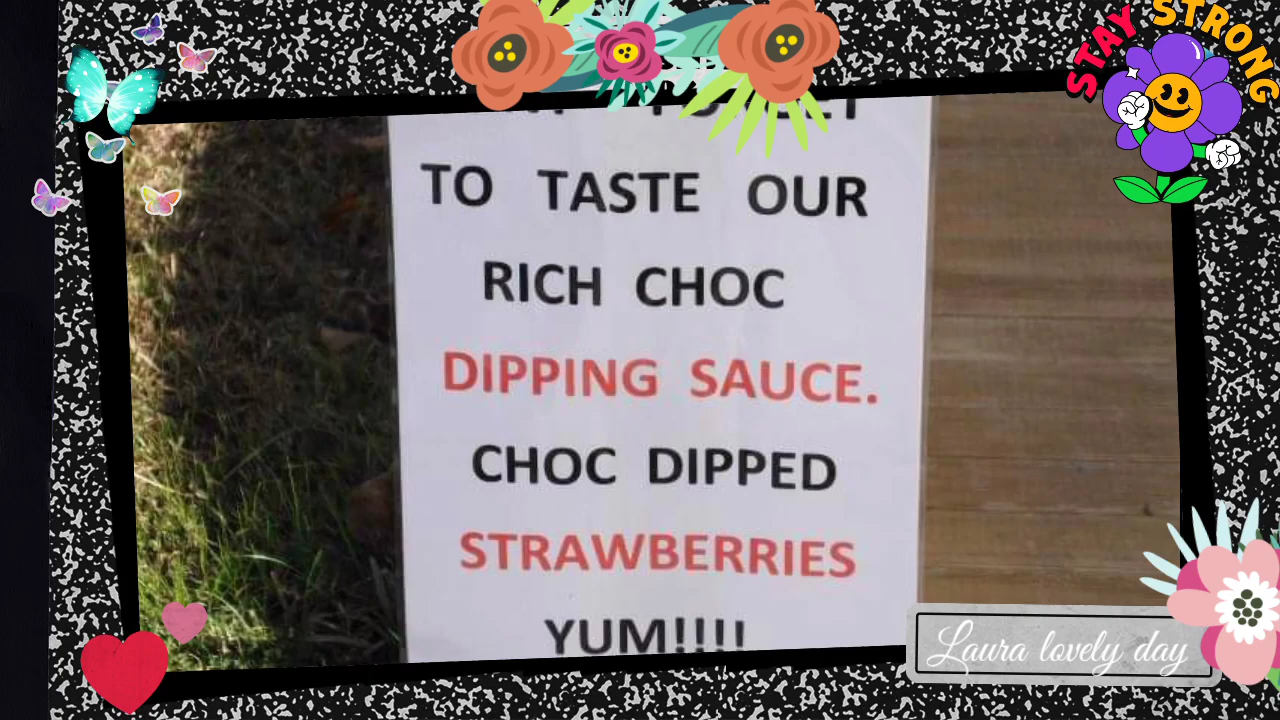 STAY STRONG
TO TASTE OUR
RICH CHOC
DIPPING SAUCE.
CHOC DIPPED
STRAWBERRIES
YUM!!!!
Laura lovely day